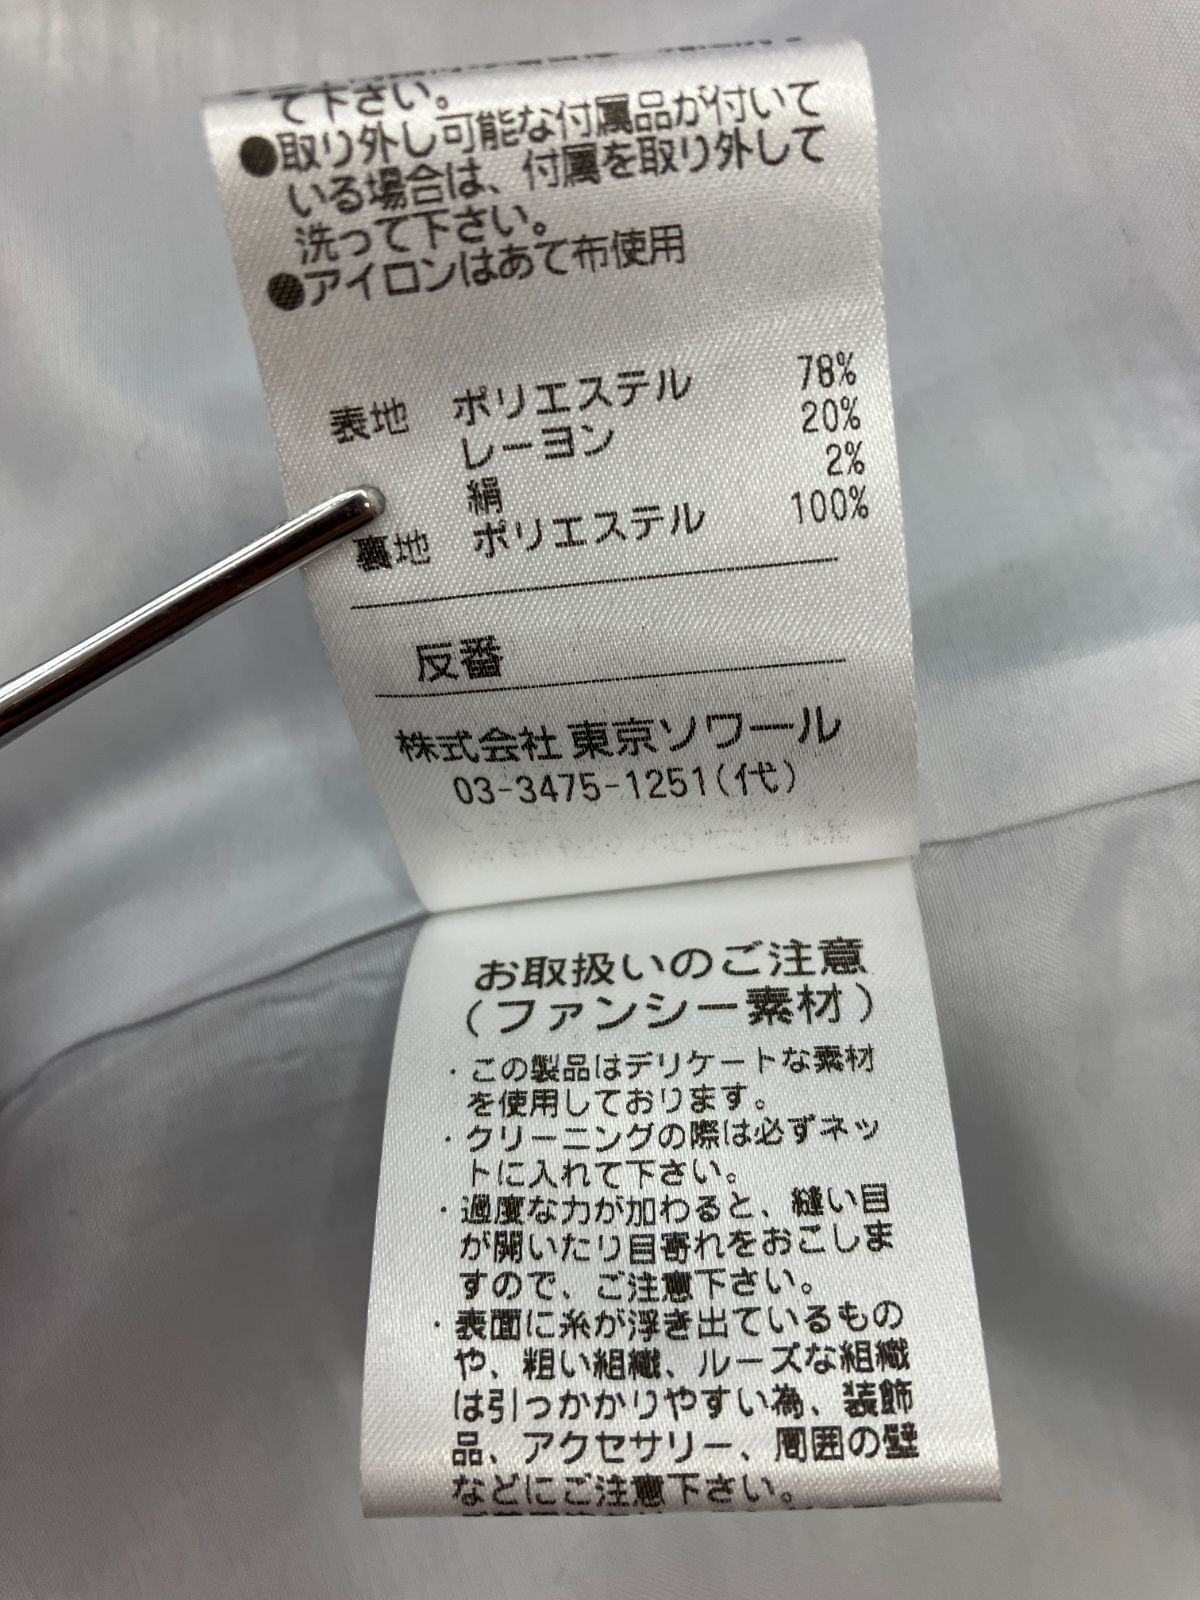 て下さい。
●取り外し可能な付属品が付いて
いる場合は、付属を取り外して
洗って下さい。
●アイロンはあて布使用
表地 ポリエステル 78%
レーヨン 20%
絹 2%
裏地 ポリエステル 100%
反番
株式会社 東京ソワール
03-3475-1251(代)
お取扱いのご注意
(ファンシー素材)
・この製品はデリケートな素材
を使用しております。
・クリーニングの際は必ずネッ
トに入れて下さい。
・過度な力が加わると、縫い目
が開いたり目寄れをおこしま
すので、ご注意下さい。
・表面に糸が浮き出ているもの
や、粗い組織、ルーズな組織
は引っかかりやすい為、装飾
品、アクセサリー、周囲の壁
などにご注意下さい。